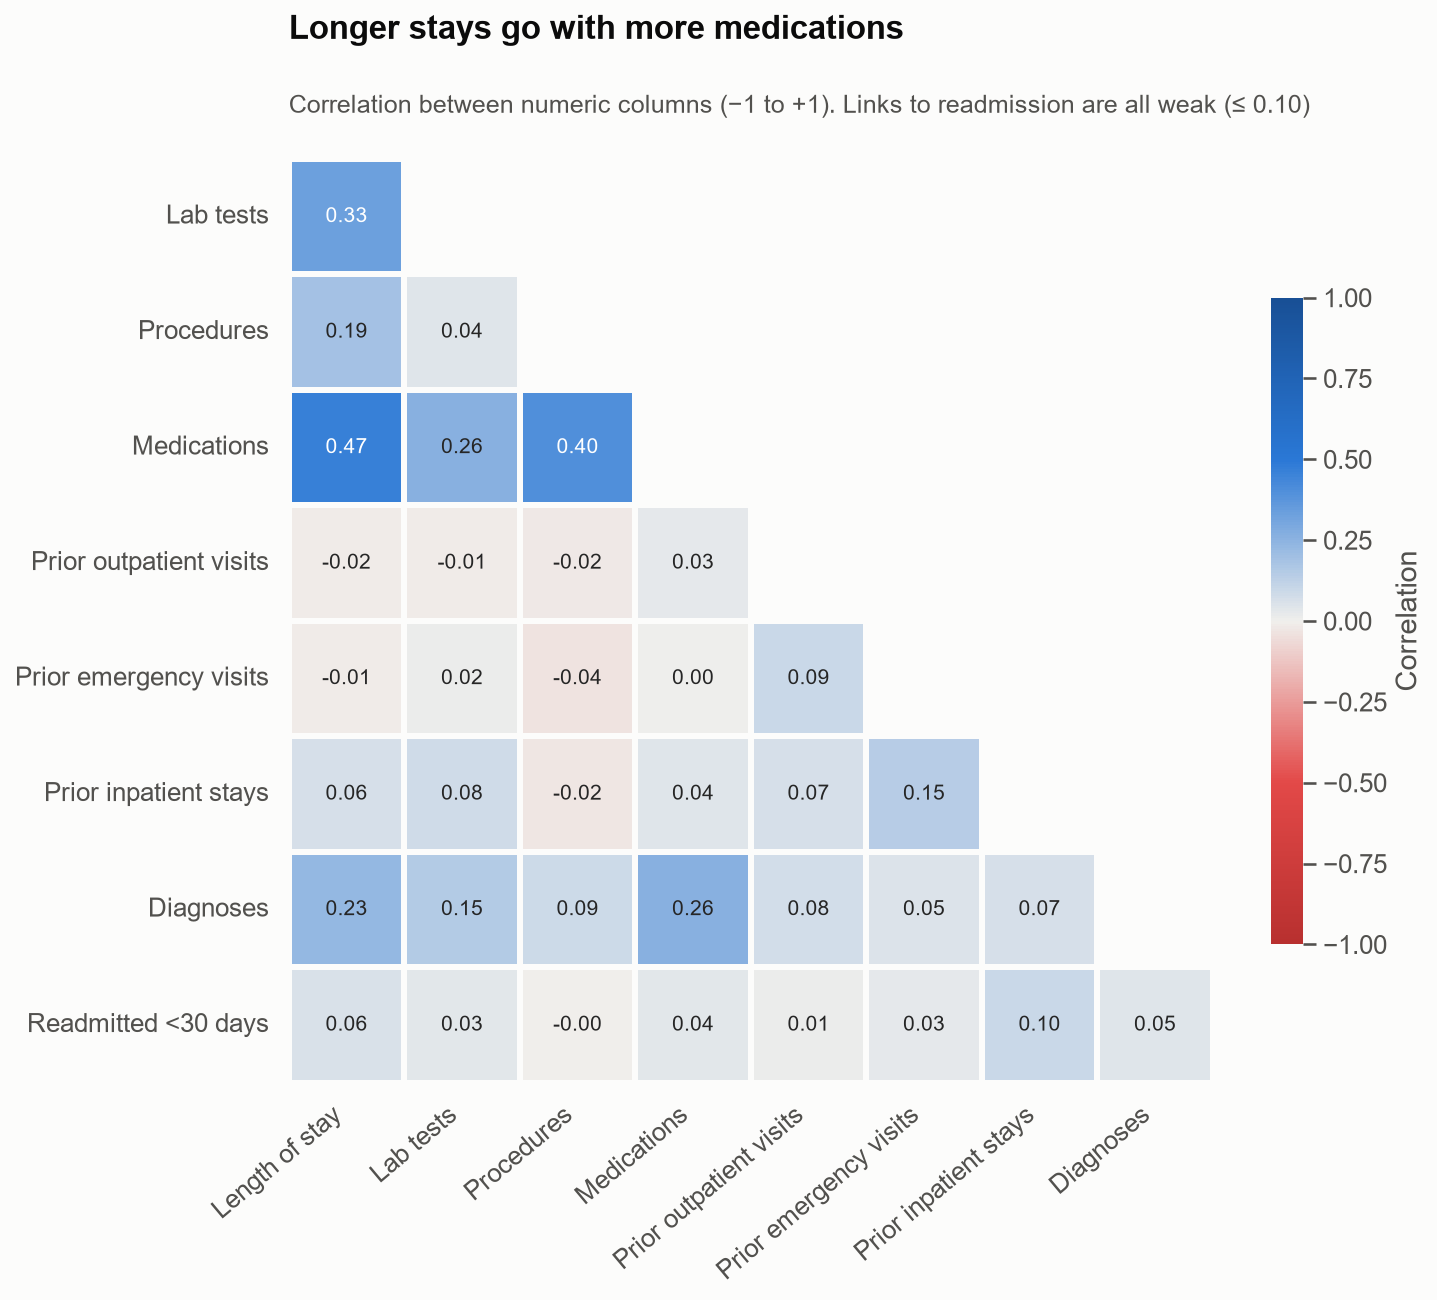 Longer stays go with more medications
Correlation between numeric columns (−1 to +1). Links to readmission are all weak (≤ 0.10)
Lab tests 0.33
Procedures 0.19 0.04
Medications 0.47 0.26 0.40
Prior outpatient visits -0.02 -0.01 -0.02 0.03
Prior emergency visits -0.01 0.02 -0.04 0.00 0.09
Prior inpatient stays 0.06 0.08 -0.02 0.04 0.07 0.15
Diagnoses 0.23 0.15 0.09 0.26 0.08 0.05 0.07
Readmitted <30 days 0.06 0.03 -0.00 0.04 0.01 0.03 0.10 0.05
Length of stay
Lab tests
Procedures
Medications
Prior outpatient visits
Prior emergency visits
Prior inpatient stays
Diagnoses
1.00
0.75
0.50
0.25
0.00
−0.25
−0.50
−0.75
−1.00
Correlation